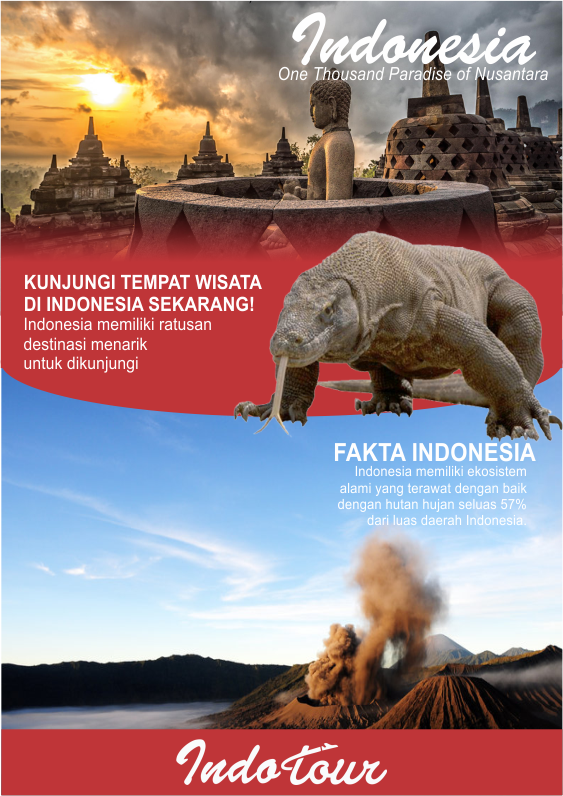 Indonesia
One Thousand Paradise of Nusantara
KUNJUNGI TEMPAT WISATA
DI INDONESIA SEKARANG!
Indonesia memiliki ratusan
destinasi menarik
untuk dikunjungi
FAKTA INDONESIA
Indonesia memiliki ekosistem
alami yang terawat dengan baik
dengan hutan hujan seluas 57%
dari luas daerah Indonesia.
Indotour